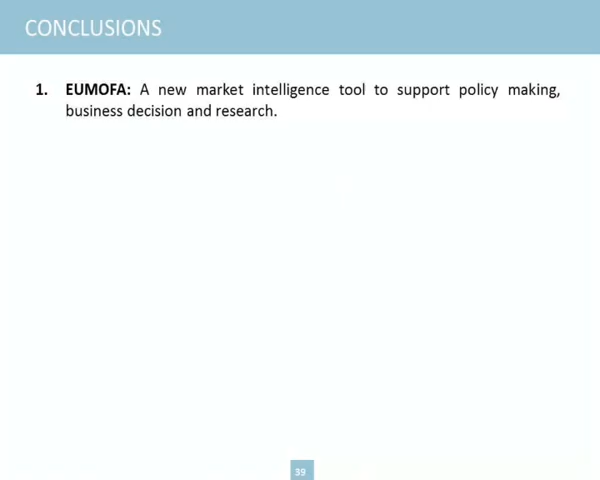 CONCLUSIONS
1. EUMOFA: A new market intelligence tool to support policy making,
business decision and research.
39